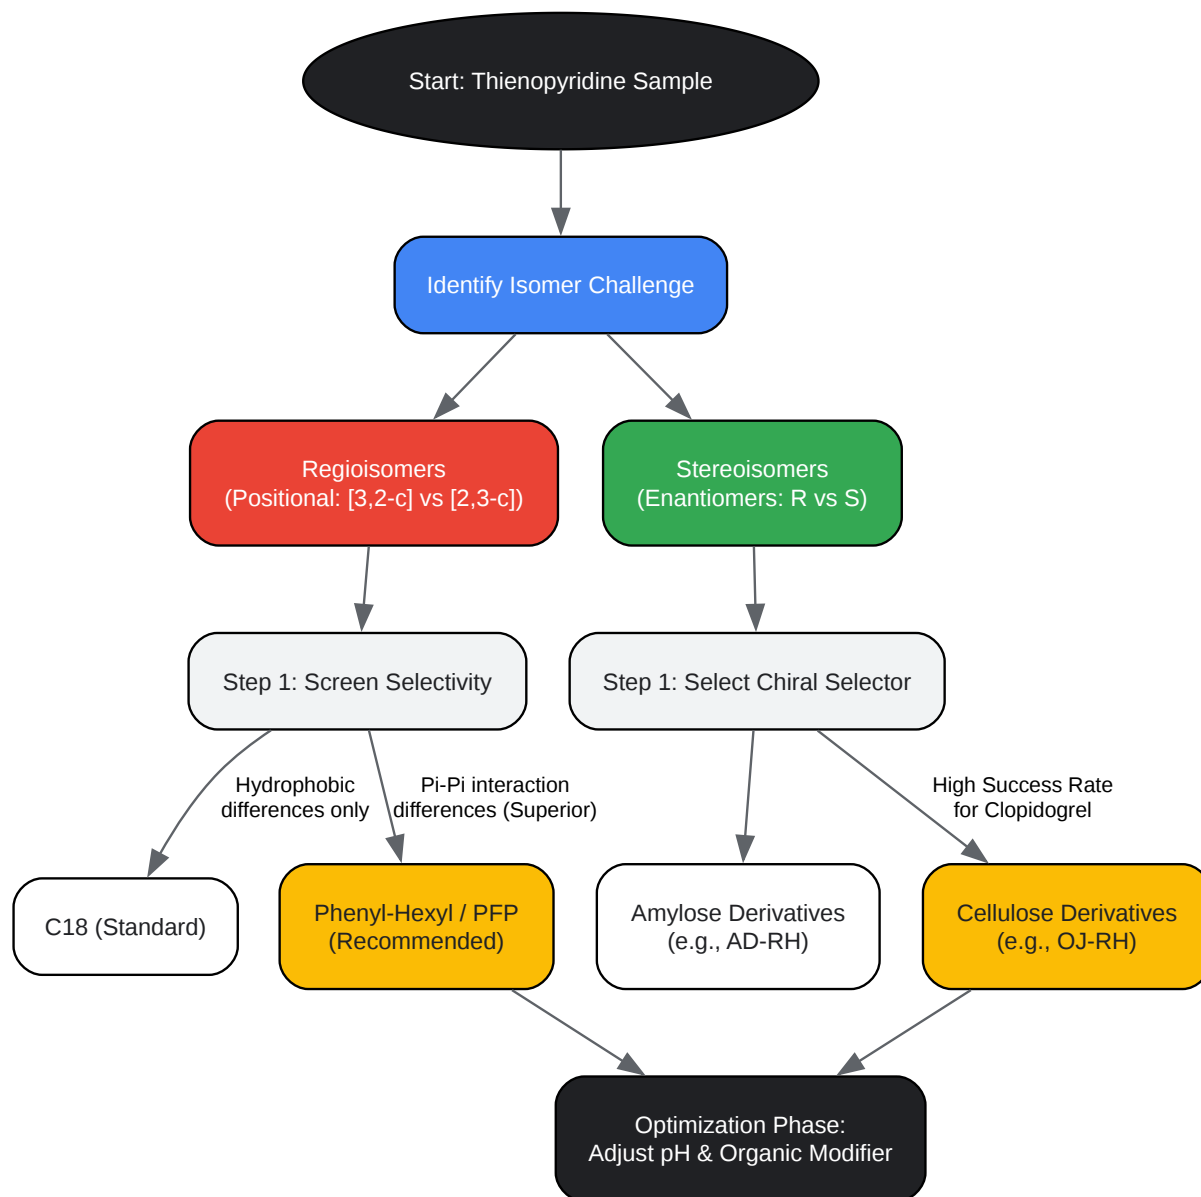 Start: Thienopyridine Sample
Identify Isomer Challenge
Regioisomers
(Positional: [3,2-c] vs [2,3-c])
Stereoisomers
(Enantiomers: R vs S)
Step 1: Screen Selectivity
Step 1: Select Chiral Selector
Hydrophobic
differences only
Pi-Pi interaction
differences (Superior)
High Success Rate
for Clopidogrel
C18 (Standard)
Phenyl-Hexyl / PFP
(Recommended)
Amylose Derivatives
(e.g., AD-RH)
Cellulose Derivatives
(e.g., OJ-RH)
Optimization Phase:
Adjust pH & Organic Modifier